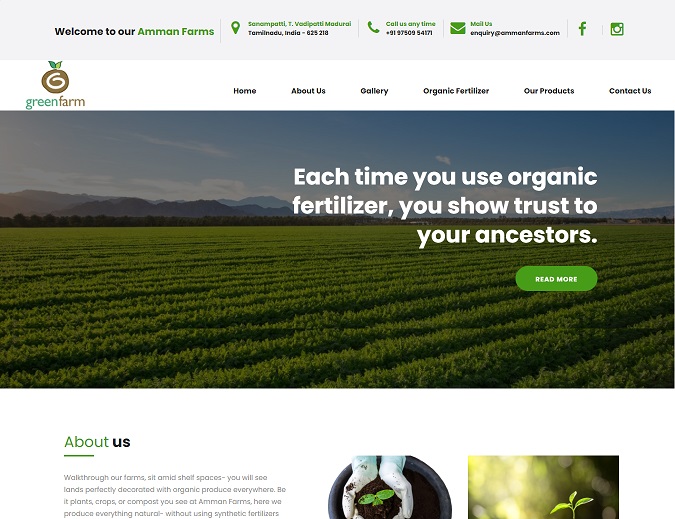 Welcome to our Amman Farms
Sanampatti, T. Vadipatti Madurai
Tamilnadu, India - 625 218
Call us any time
+91 97509 54171
Mail Us
enquiry@ammanfarms.com
greenfarm
Home About Us Gallery Organic Fertilizer Our Products Contact Us
Each time you use organic
fertilizer, you show trust to
your ancestors.
READ MORE
About us
Walkthrough our farms, sit amid shelf spaces- you will see
lands perfectly decorated with organic produce everywhere. Be
it plants, crops, or compost you see at Amman Farms, here we
produce everything natural- without using synthetic fertilizers